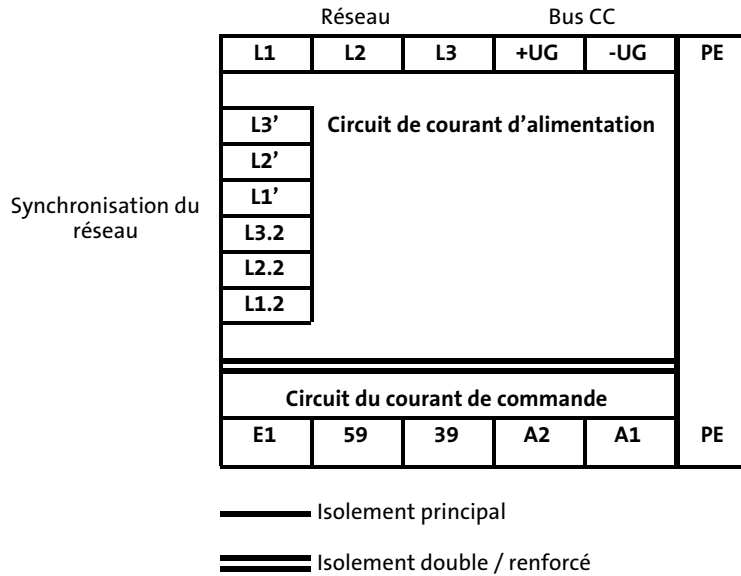 Réseau Bus CC
L1 L2 L3 +UG -UG PE
L3’ Circuit de courant d’alimentation
L2’
L1’
Synchronisation du
réseau
L3.2
L2.2
L1.2
Circuit du courant de commande
E1 59 39 A2 A1 PE
Isolement principal
Isolement double / renforcé